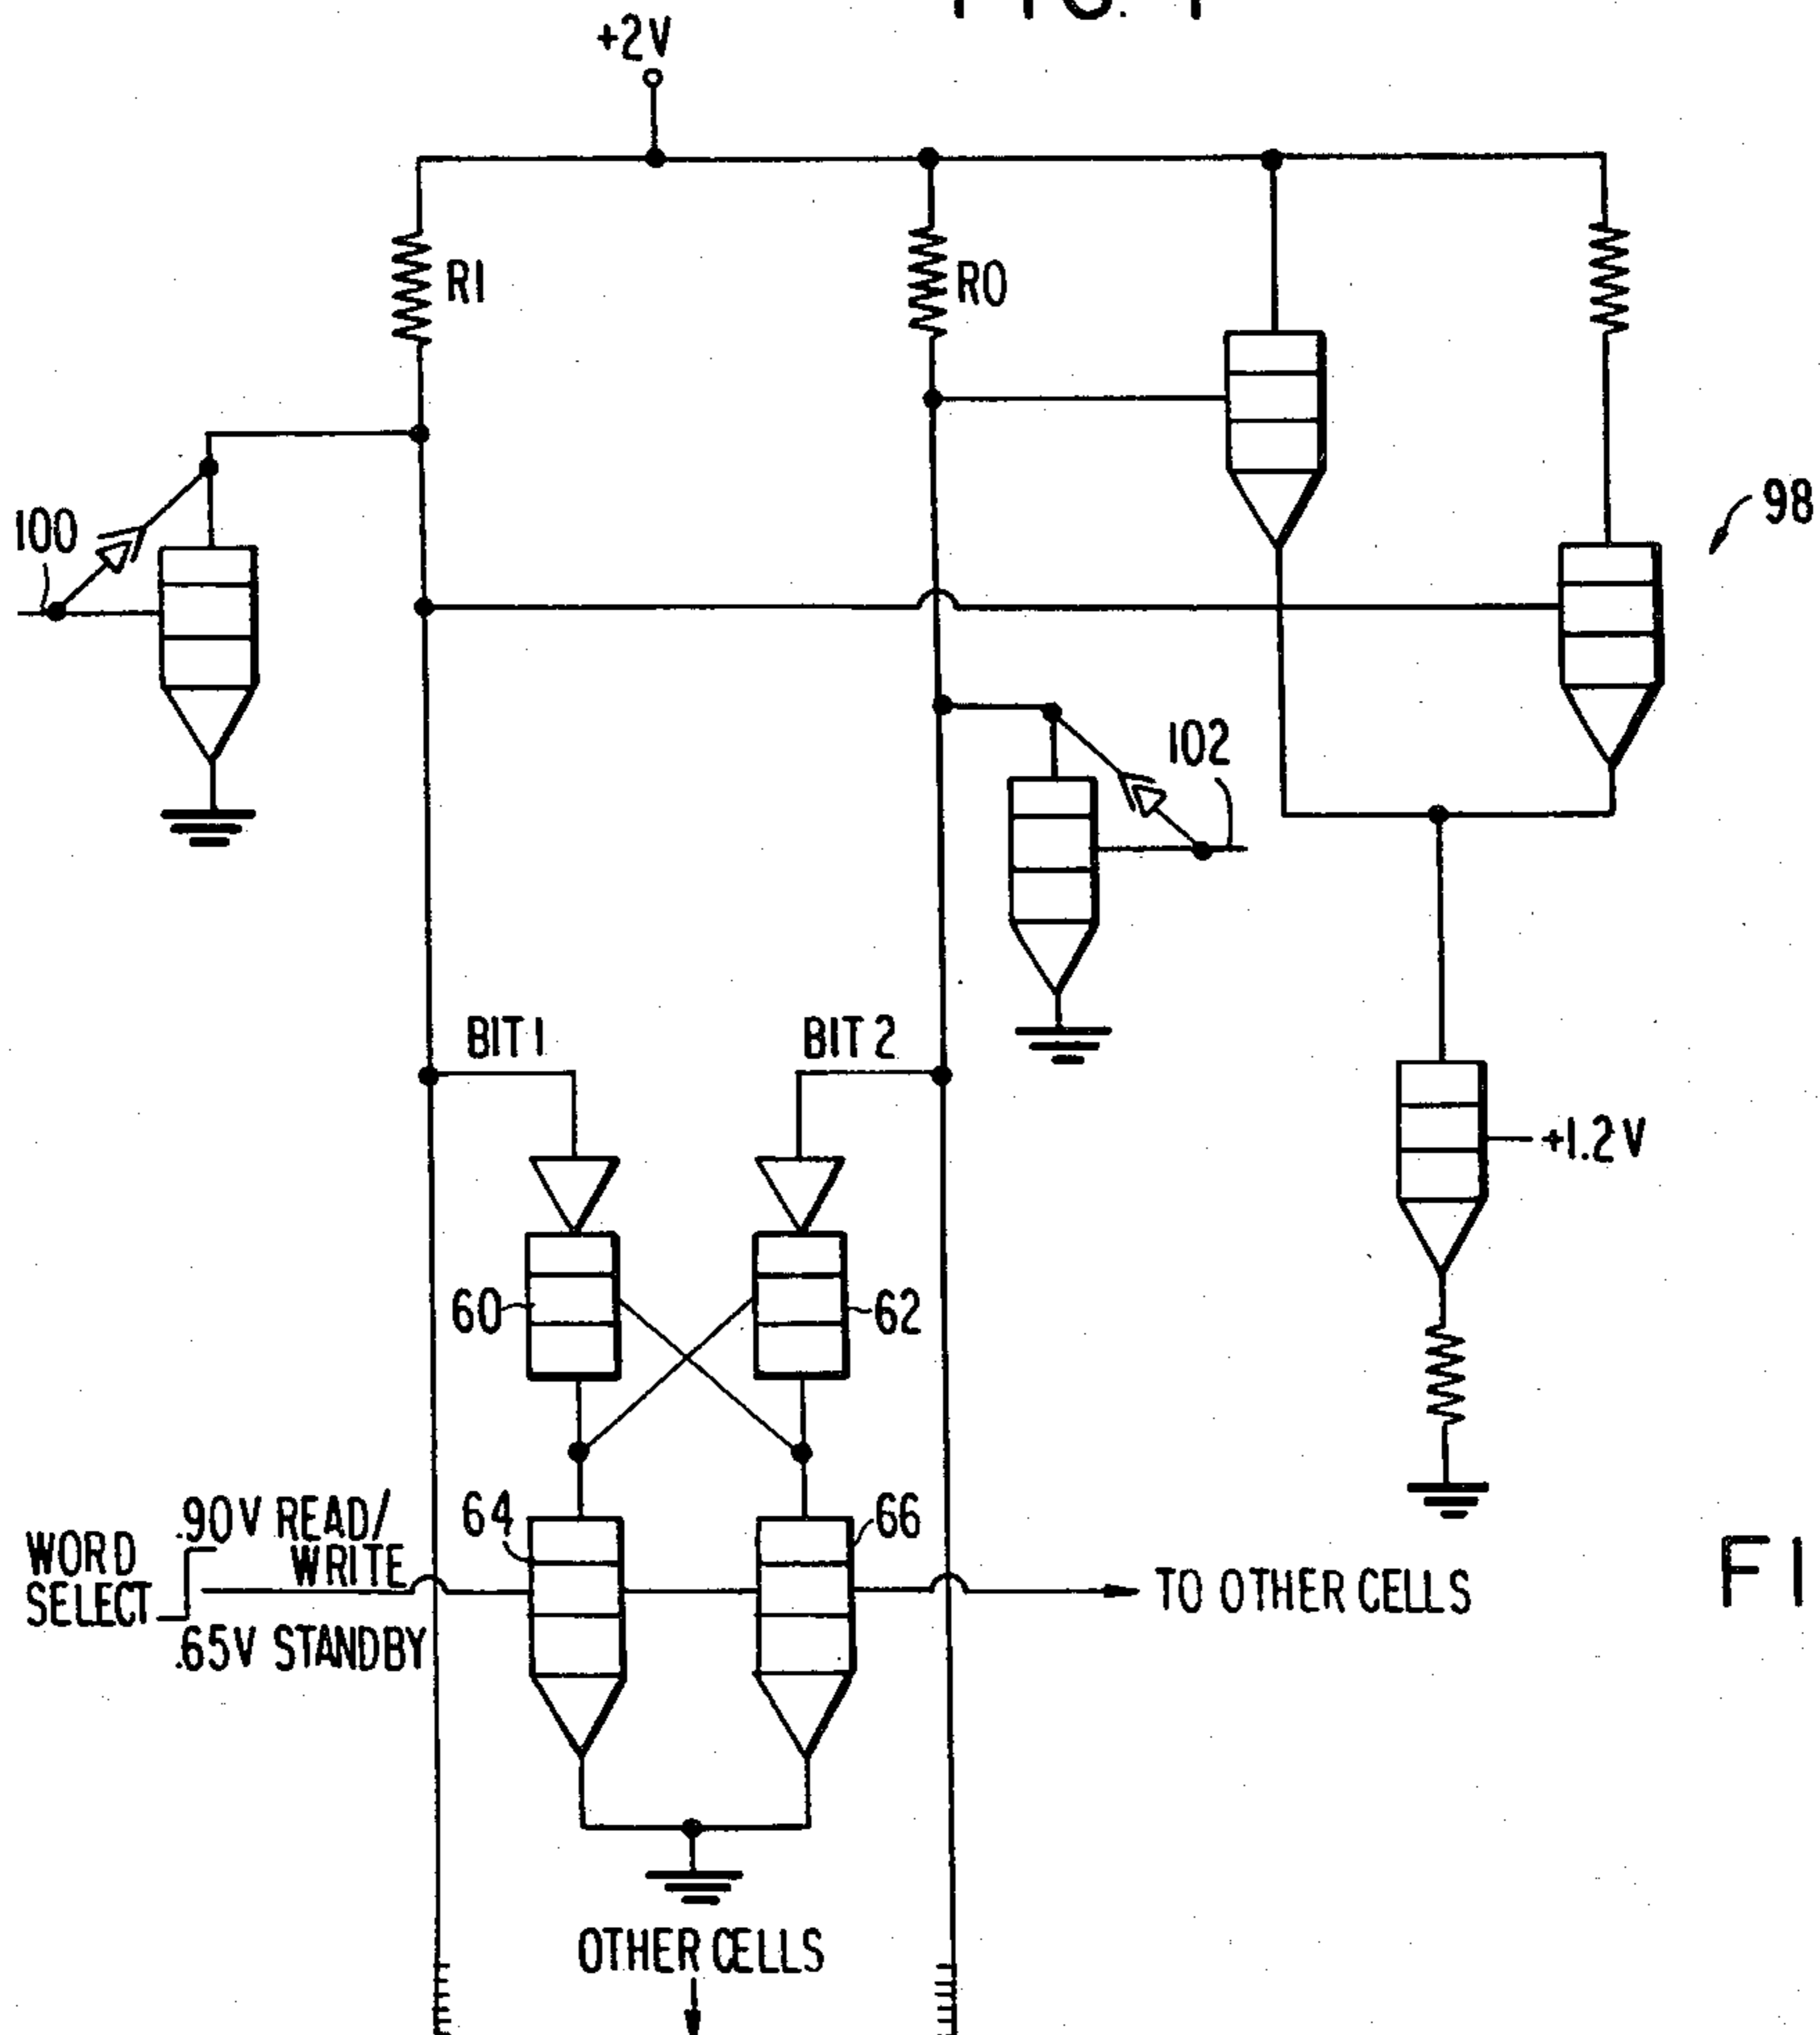 +2V
R1
R0
98
100
102
BIT 1
BIT 2
+1.2V
60
62
.90V READ/
WRITE
64
66
WORD
SELECT
TO OTHER CELLS
.65V STANDBY
OTHER CELLS